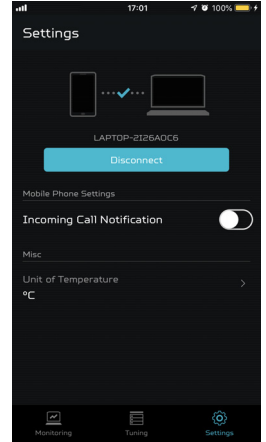 17:01
100%
Settings
LAPTOP-2I26AOC6
Disconnect
Mobile Phone Settings
Incoming Call Notification
Misc
Unit of Temperature
°C
Monitoring
Tuning
Settings